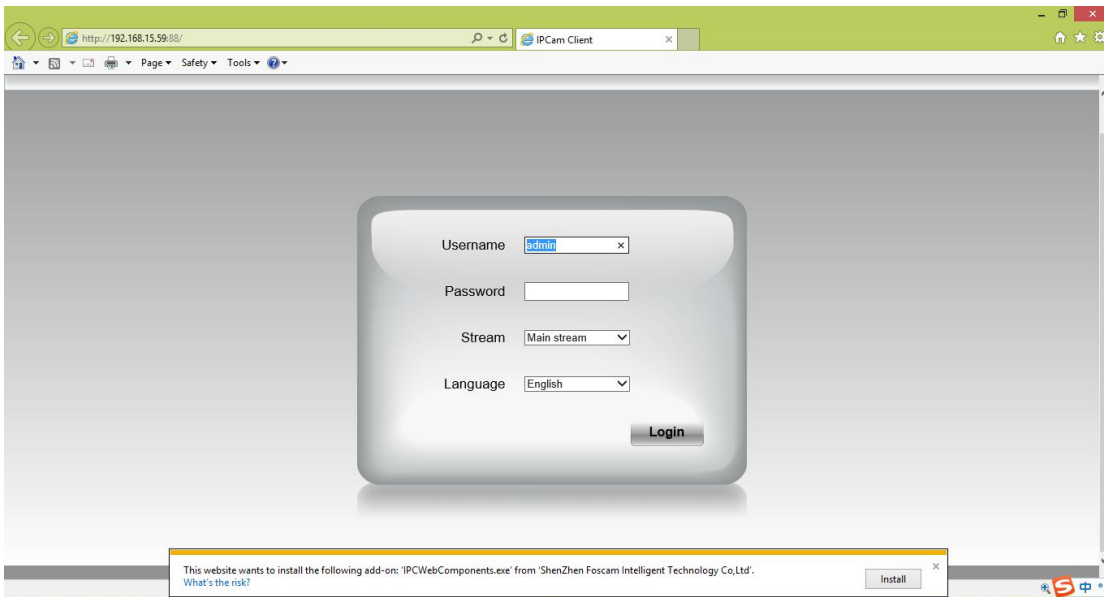 http://192.168.15.59:88/
IPCam Client
Page Safety Tools
Username admin
Password
Stream Main stream
Language English
Login
This website wants to install the following add-on: 'IPCWebComponents.exe' from 'ShenZhen Foscam Intelligent Technology Co,Ltd'.
What's the risk?
Install
中